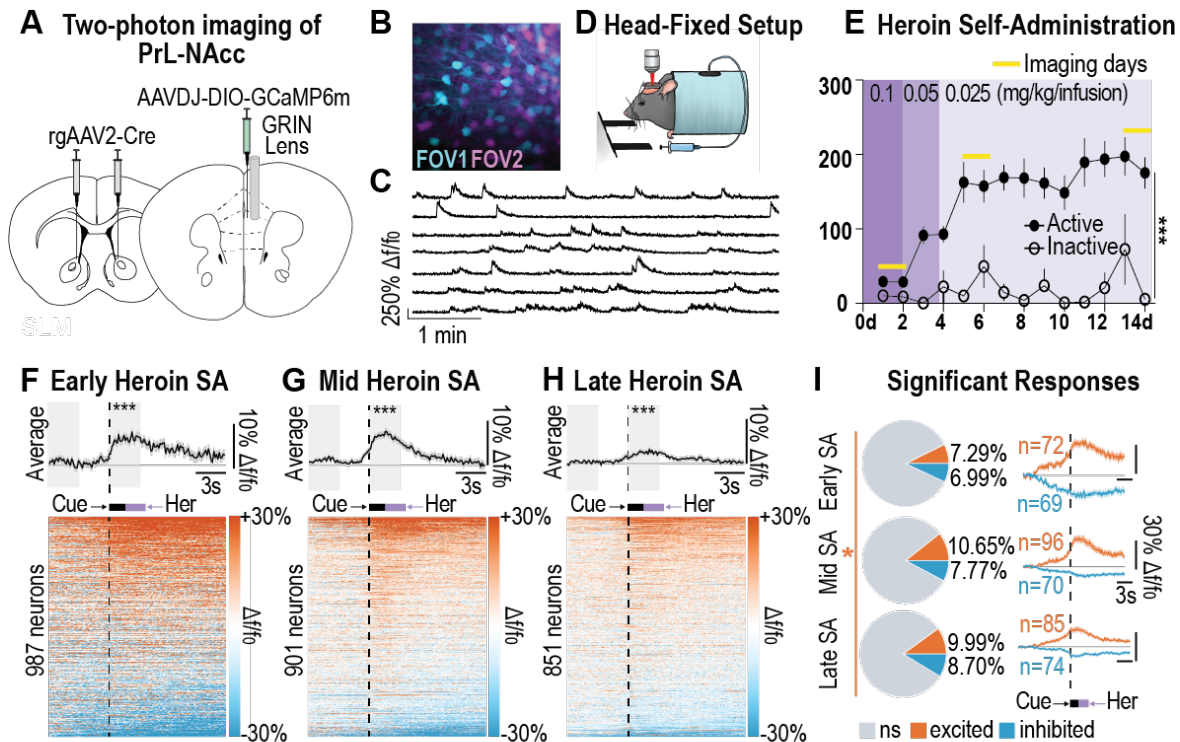 A Two-photon imaging of
PrL-NAcc
AAVDJ-DIO-GCaMP6m
rgAAV2-Cre
GRIN
Lens
SLM
B
FOV1 FOV2
C
250% Δf/f₀
1 min
D Head-Fixed Setup
E Heroin Self-Administration
Imaging days
0.1 0.05 0.025 (mg/kg/infusion)
300
200
100
0
Active
Inactive
***
0d 2 4 6 8 10 12 14d
F Early Heroin SA
Average
***
10% Δf/f₀
3s
Cue Her
987 neurons
+30%
Δf/f₀
-30%
G Mid Heroin SA
Average
***
10% Δf/f₀
3s
901 neurons
+30%
Δf/f₀
-30%
H Late Heroin SA
Average
***
10% Δf/f₀
3s
Cue Her
851 neurons
+30%
Δf/f₀
-30%
I Significant Responses
Early SA
7.29%
6.99%
n=72
n=69
*
Mid SA
10.65%
7.77%
n=96
n=70
30% Δf/f₀
3s
Late SA
9.99%
8.70%
n=85
n=74
Cue Her
ns excited inhibited